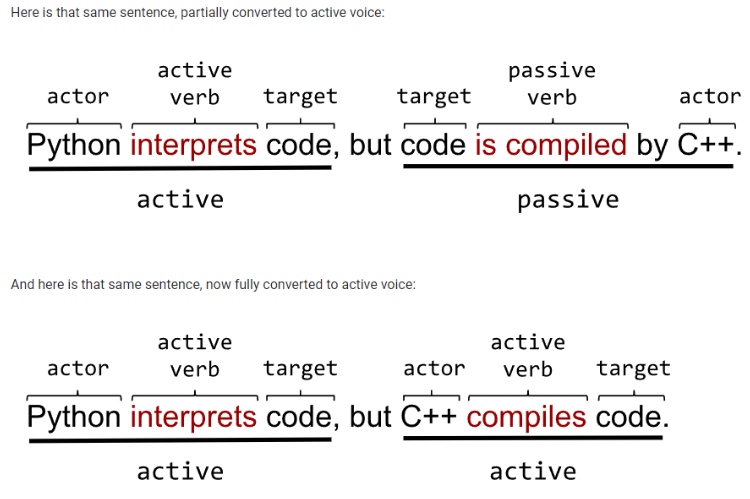 Here is that same sentence, partially converted to active voice:
active passive
actor verb target target verb actor
Python interprets code, but code is compiled by C++.
active passive
And here is that same sentence, now fully converted to active voice:
active active
actor verb target actor verb target
Python interprets code, but C++ compiles code.
active active